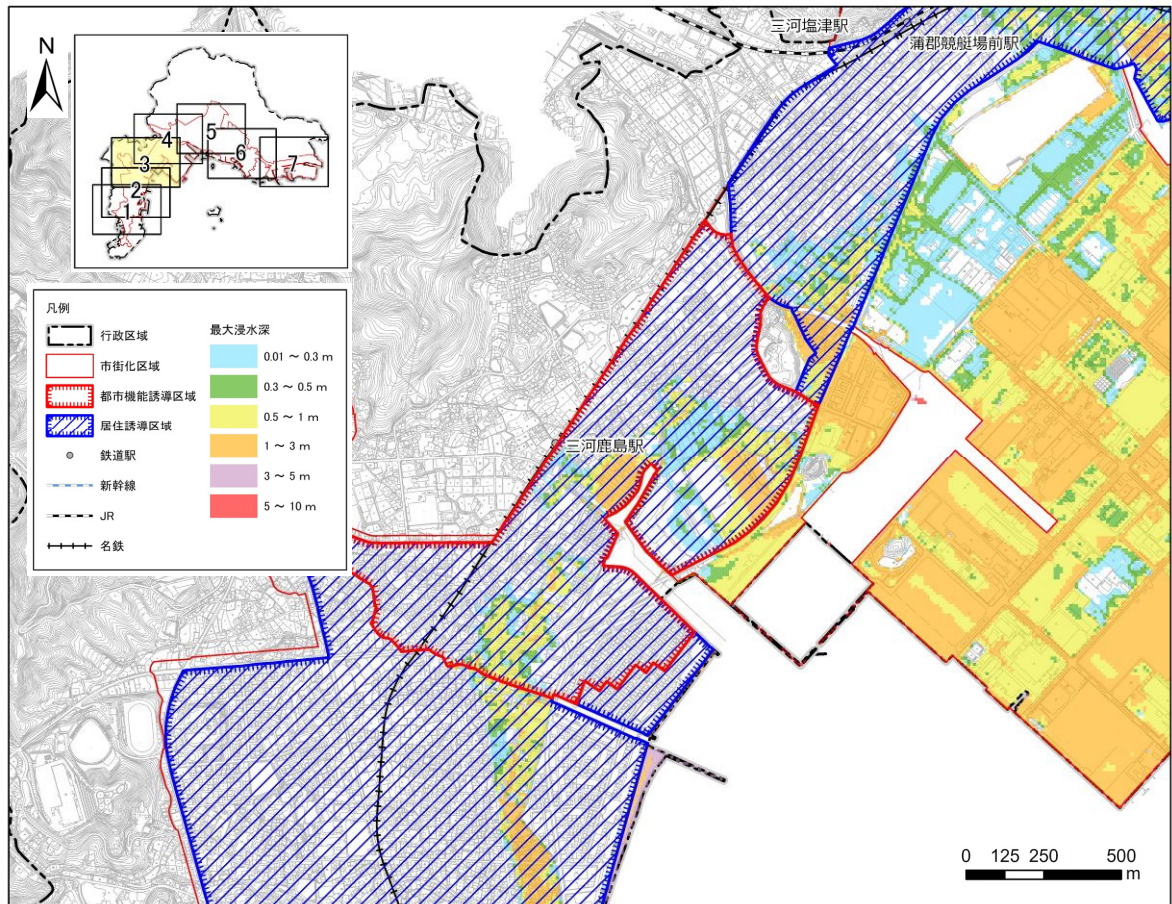 三河塩津駅
蒲郡競艇場前駅
N
5
4
6
7
3
2
1
凡例
行政区域
市街化区域
都市機能誘導区域
居住誘導区域
鉄道駅
新幹線
JR
名鉄
最大浸水深
0.01 ～ 0.3 m
0.3 ～ 0.5 m
0.5 ～ 1 m
1 ～ 3 m
3 ～ 5 m
5 ～ 10 m
三河鹿島駅
0 125 250 500
m